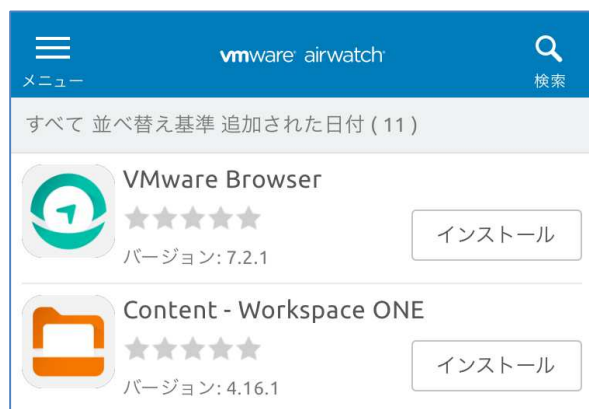 vmware airwatch
メニュー
検索
すべて 並べ替え基準 追加された日付 ( 11 )
VMware Browser
インストール
バージョン: 7.2.1
Content - Workspace ONE
インストール
バージョン: 4.16.1